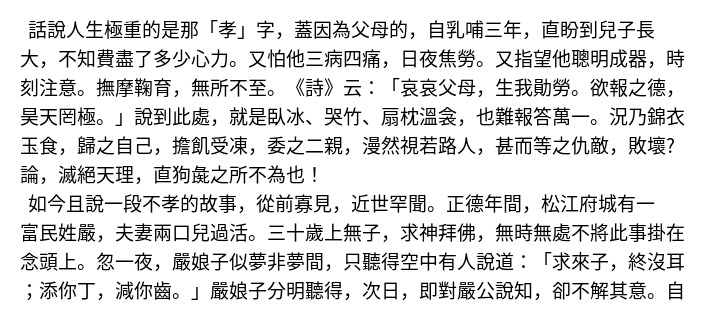 話說人生極重的是那「孝」字，蓋因為父母的，自乳哺三年，直盼到兒子長
大，不知費盡了多少心力。又怕他三病四痛，日夜焦勞。又指望他聰明成器，時
刻注意。撫摩鞠育，無所不至。《詩》云：「哀哀父母，生我劬勞。欲報之德，
昊天罔極。」說到此處，就是臥冰、哭竹、扇枕溫衾，也難報答萬一。況乃錦衣
玉食，歸之自己，擔飢受凍，委之二親，漫然視若路人，甚而等之仇敵，敗壞?
論，滅絕天理，直狗彘之所不為也！
如今且說一段不孝的故事，從前寡見，近世罕聞。正德年間，松江府城有一
富民姓嚴，夫妻兩口兒過活。三十歲上無子，求神拜佛，無時無處不將此事掛在
念頭上。忽一夜，嚴娘子似夢非夢間，只聽得空中有人說道：「求來子，終沒耳
；添你丁，減你齒。」嚴娘子分明聽得，次日，即對嚴公說知，卻不解其意。自